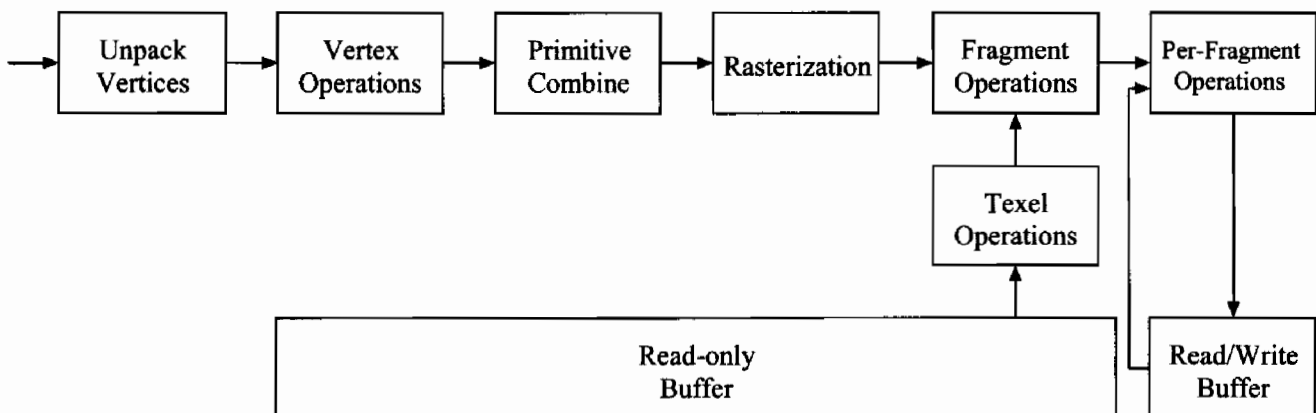 Unpack
Vertices
Vertex
Operations
Primitive
Combine
Rasterization
Fragment
Operations
Per-Fragment
Operations
Texel
Operations
Read-only
Buffer
Read/Write
Buffer